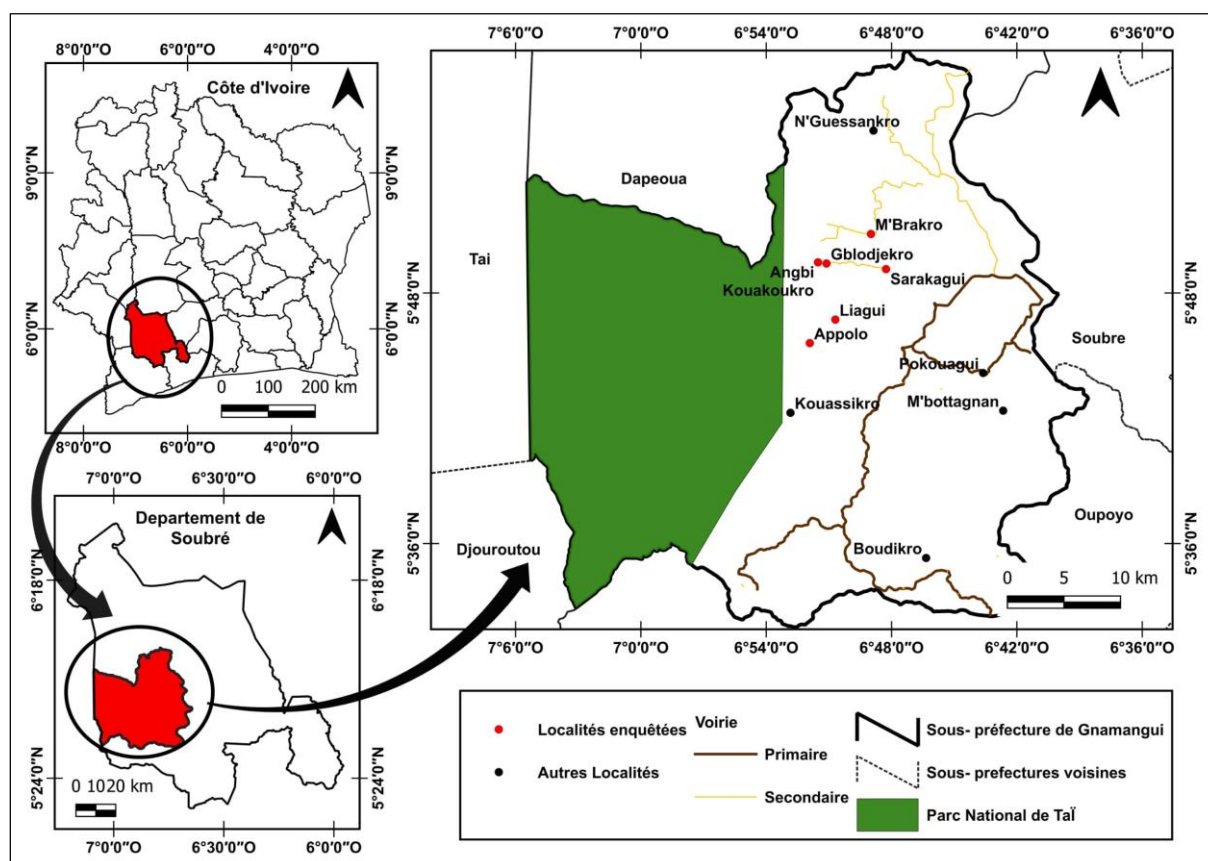 8°0'0"O 6°0'0"O 4°0'0"O
Côte d'Ivoire
9°0'0"N
9°0'0"N
6°0'0"N
6°0'0"N
0 100 200 km
8°0'0"O 6°0'0"O 4°0'0"O
7°0'0"O 6°30'0"O 6°0'0"O
Departement de
Soubré
6°18'0"N
6°18'0"N
5°24'0"N
5°24'0"N
0 1020 km
7°0'0"O 6°30'0"O 6°0'0"O
7°6'0"O 7°0'0"O 6°54'0"O 6°48'0"O 6°42'0"O 6°36'0"O
N'Guessankro
Dapeoua
M'Brakro
Tai
Gblodjekro
Angbi
Kouakoukro
Sarakagui
5°48'0"N
5°48'0"N
Liagui
Appolo
Soubre
Pokouagui
Kouassikro
M'bottagnan
Oupoyo
Djouroutou
Boudikro
5°36'0"N
5°36'0"N
0 5 10 km
7°6'0"O 7°0'0"O 6°54'0"O 6°48'0"O 6°42'0"O 6°36'0"O
Localités enquêtées
Autres Localités
Voirie
Primaire
Secondaire
Sous- préfecture de Gnamangui
Sous- prefectures voisines
Parc National de TaÏ